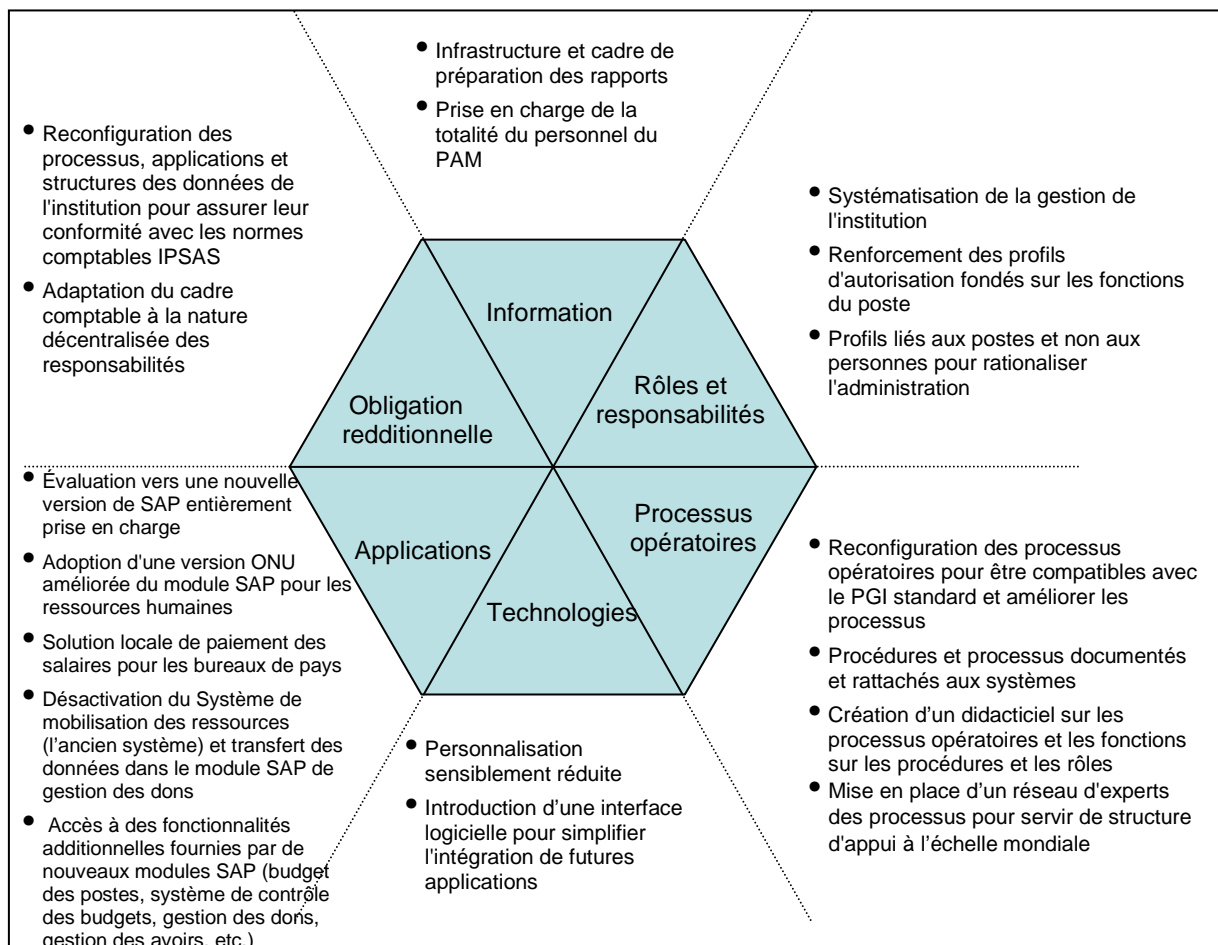 • Infrastructure et cadre de
préparation des rapports
• Prise en charge de la
totalité du personnel du
PAM
• Reconfiguration des
processus, applications et
structures des données de
l'institution pour assurer leur
conformité avec les normes
comptables IPSAS
• Adaptation du cadre
comptable à la nature
décentralisée des
responsabilités
• Systématisation de la gestion de
l'institution
• Renforcement des profils
d'autorisation fondés sur les fonctions
du poste
• Profils liés aux postes et non aux
personnes pour rationaliser
l'administration
Information
Rôles et
responsabilités
Obligation
redditionnelle
Applications
Technologies
Processus
opératoires
• Évaluation vers une nouvelle
version de SAP entièrement
prise en charge
• Adoption d'une version ONU
améliorée du module SAP pour les
ressources humaines
• Solution locale de paiement des
salaires pour les bureaux de pays
• Désactivation du Système de
mobilisation des ressources
(l'ancien système) et transfert des
données dans le module SAP de
gestion des dons
• Accès à des fonctionnalités
additionnelles fournies par de
nouveaux modules SAP (budget
des postes, système de contrôle
des budgets, gestion des dons,
gestion des avoirs, etc.)
• Personnalisation
sensiblement réduite
• Introduction d'une interface
logicielle pour simplifier
l'intégration de futures
applications
• Reconfiguration des processus
opératoires pour être compatibles avec
le PGI standard et améliorer les
processus
• Procédures et processus documentés
et rattachés aux systèmes
• Création d'un didacticiel sur les
processus opératoires et les fonctions
sur les procédures et les rôles
• Mise en place d'un réseau d'experts
des processus pour servir de structure
d'appui à l'échelle mondiale